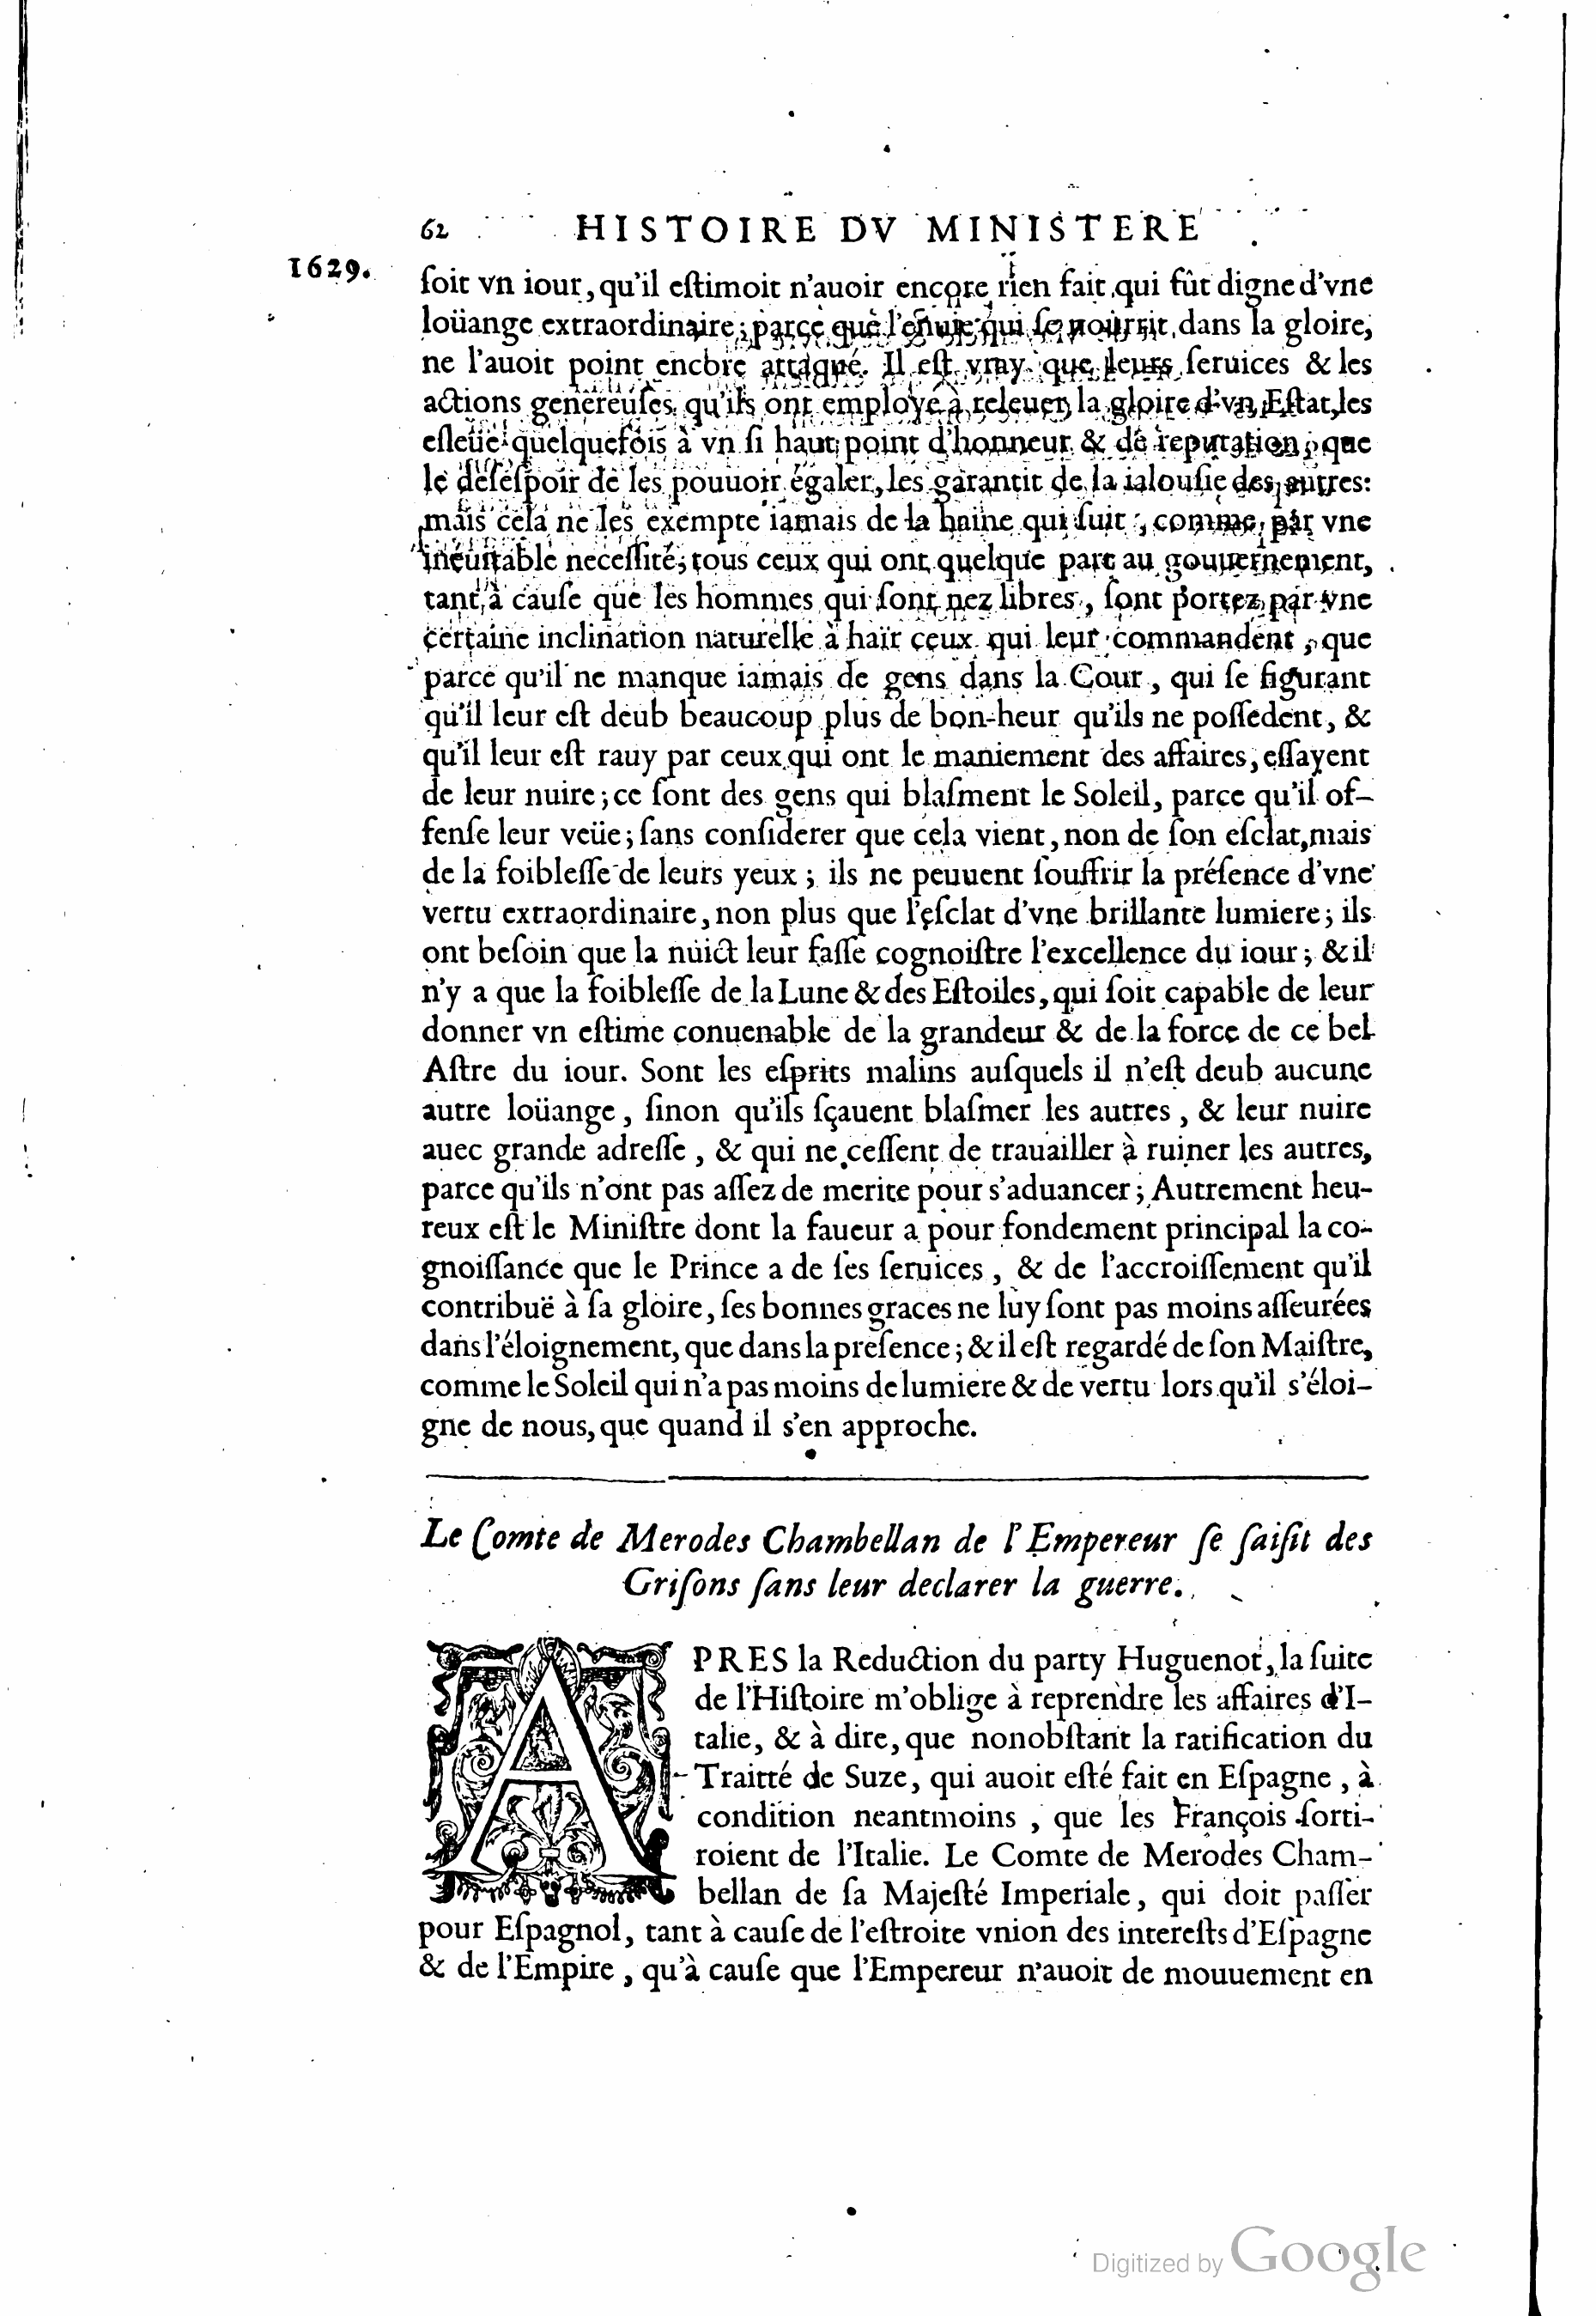 62 HISTOIRE DV MINISTERE
1629.
ſoit vn iour, qu'il eſtimoit n'auoir encore rien fait qui fût digne d'vne
loüange extraordinaire; parce que l'enuie qui ſe nourrit dans la gloire,
ne l'auoit point encore attaqué. Il eſt vray que leurs ſeruices & les
actions genereuſes qu'ils ont employé à releuer la gloire d'vn Eſtat, les
eſleue quelquefois à vn ſi haut point d'honneur & de reputation, que
le deſeſpoir de les pouuoir égaler, les garantit de la ialouſie des autres:
mais cela ne les exempte iamais de la haine qui ſuit, comme par vne
ineuitable neceſſité, tous ceux qui ont quelque part au gouuernement,
tant à cauſe que les hommes qui ſont nez libres, ſont portez par vne
certaine inclination naturelle à haïr ceux qui leur commandent, que
parce qu'il ne manque iamais de gens dans la Cour, qui ſe figurant
qu'il leur eſt deub beaucoup plus de bon-heur qu'ils ne poſſedent, &
qu'il leur eſt rauy par ceux qui ont le maniement des affaires, eſſayent
de leur nuire; ce ſont des gens qui blaſment le Soleil, parce qu'il of-
fenſe leur veüe; ſans conſiderer que cela vient, non de ſon eſclat, mais
de la foibleſſe de leurs yeux; ils ne peuuent ſouffrir la préſence d'vne
vertu extraordinaire, non plus que l'eſclat d'vne brillante lumiere; ils
ont beſoin que la nuict leur faſſe cognoiſtre l'excellence du iour; & il
n'y a que la foibleſſe de la Lune & des Eſtoiles, qui ſoit capable de leur
donner vn eſtime conuenable de la grandeur & de la force de ce bel
Aſtre du iour. Sont les eſprits malins auſquels il n'eſt deub aucune
autre loüange, ſinon qu'ils ſçauent blaſmer les autres, & leur nuire
auec grande adreſſe, & qui ne ceſſent de trauailler à ruiner les autres,
parce qu'ils n'ont pas aſſez de merite pour s'aduancer; Autrement heu-
reux eſt le Miniſtre dont la faueur a pour fondement principal la co-
gnoiſſance que le Prince a de ſes ſeruices, & de l'accroiſſement qu'il
contribuë à ſa gloire, ſes bonnes graces ne luy ſont pas moins aſſeurées
dans l'éloignement, que dans la preſence; & il eſt regardé de ſon Maiſtre,
comme le Soleil qui n'a pas moins de lumiere & de vertu lors qu'il s'éloi-
gne de nous, que quand il s'en approche.
Le Comte de Merodes Chambellan de l'Empereur ſe ſaiſit des
Griſons ſans leur declarer la guerre.
APRES la Reduction du party Huguenot, la ſuite
de l'Hiſtoire m'oblige à reprendre les affaires d'I-
talie, & à dire, que nonobſtant la ratification du
Traitté de Suze, qui auoit eſté fait en Eſpagne, à
condition neantmoins, que les François ſorti-
roient de l'Italie. Le Comte de Merodes Cham-
bellan de ſa Majeſté Imperiale, qui doit paſſer
pour Eſpagnol, tant à cauſe de l'eſtroite vnion des intereſts d'Eſpagne
& de l'Empire, qu'à cauſe que l'Empereur n'auoit de mouuement en
Digitized by Google